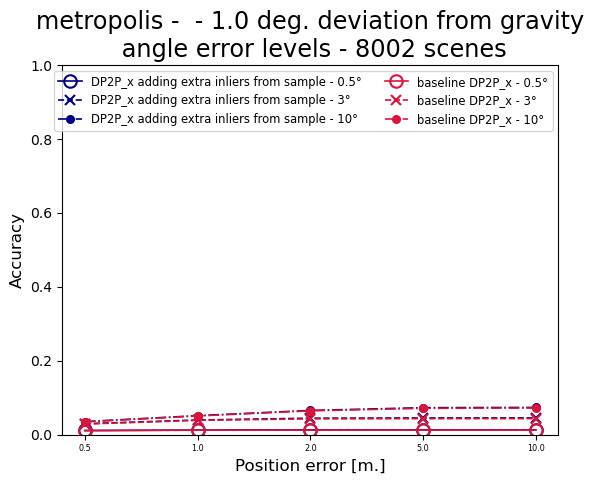 metropolis -  - 1.0 deg. deviation from gravity
angle error levels - 8002 scenes
DP2P_x adding extra inliers from sample - 0.5°
DP2P_x adding extra inliers from sample - 3°
DP2P_x adding extra inliers from sample - 10°
baseline DP2P_x - 0.5°
baseline DP2P_x - 3°
baseline DP2P_x - 10°
Accuracy
1.0
0.8
0.6
0.4
0.2
0.0
0.5 1.0 2.0 5.0 10.0
Position error [m.]